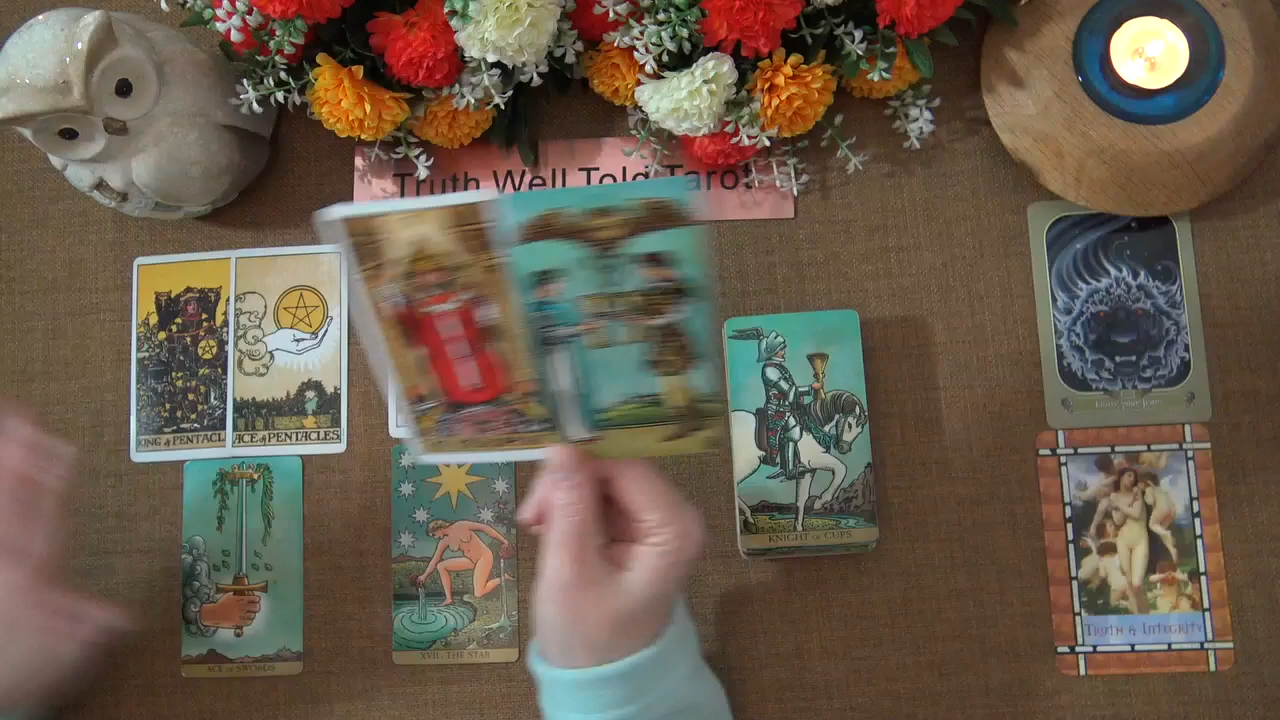 Truth Well Told Tarot
KING of PENTACL
ACE of PENTACLES
KNIGHT OF CUPS
ACE OF SWORDS
XVII · THE STAR
TRUTH & INTEGRITY